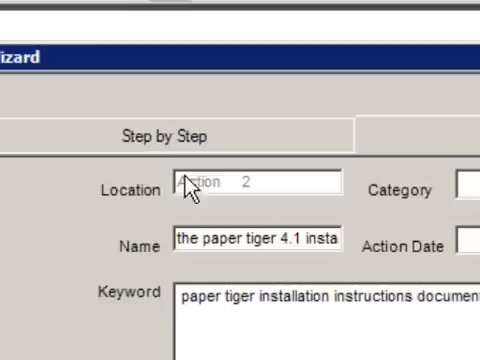 izard
Step by Step
Location Action 2 Category
Name the paper tiger 4.1 insta Action Date
Keyword paper tiger installation instructions document